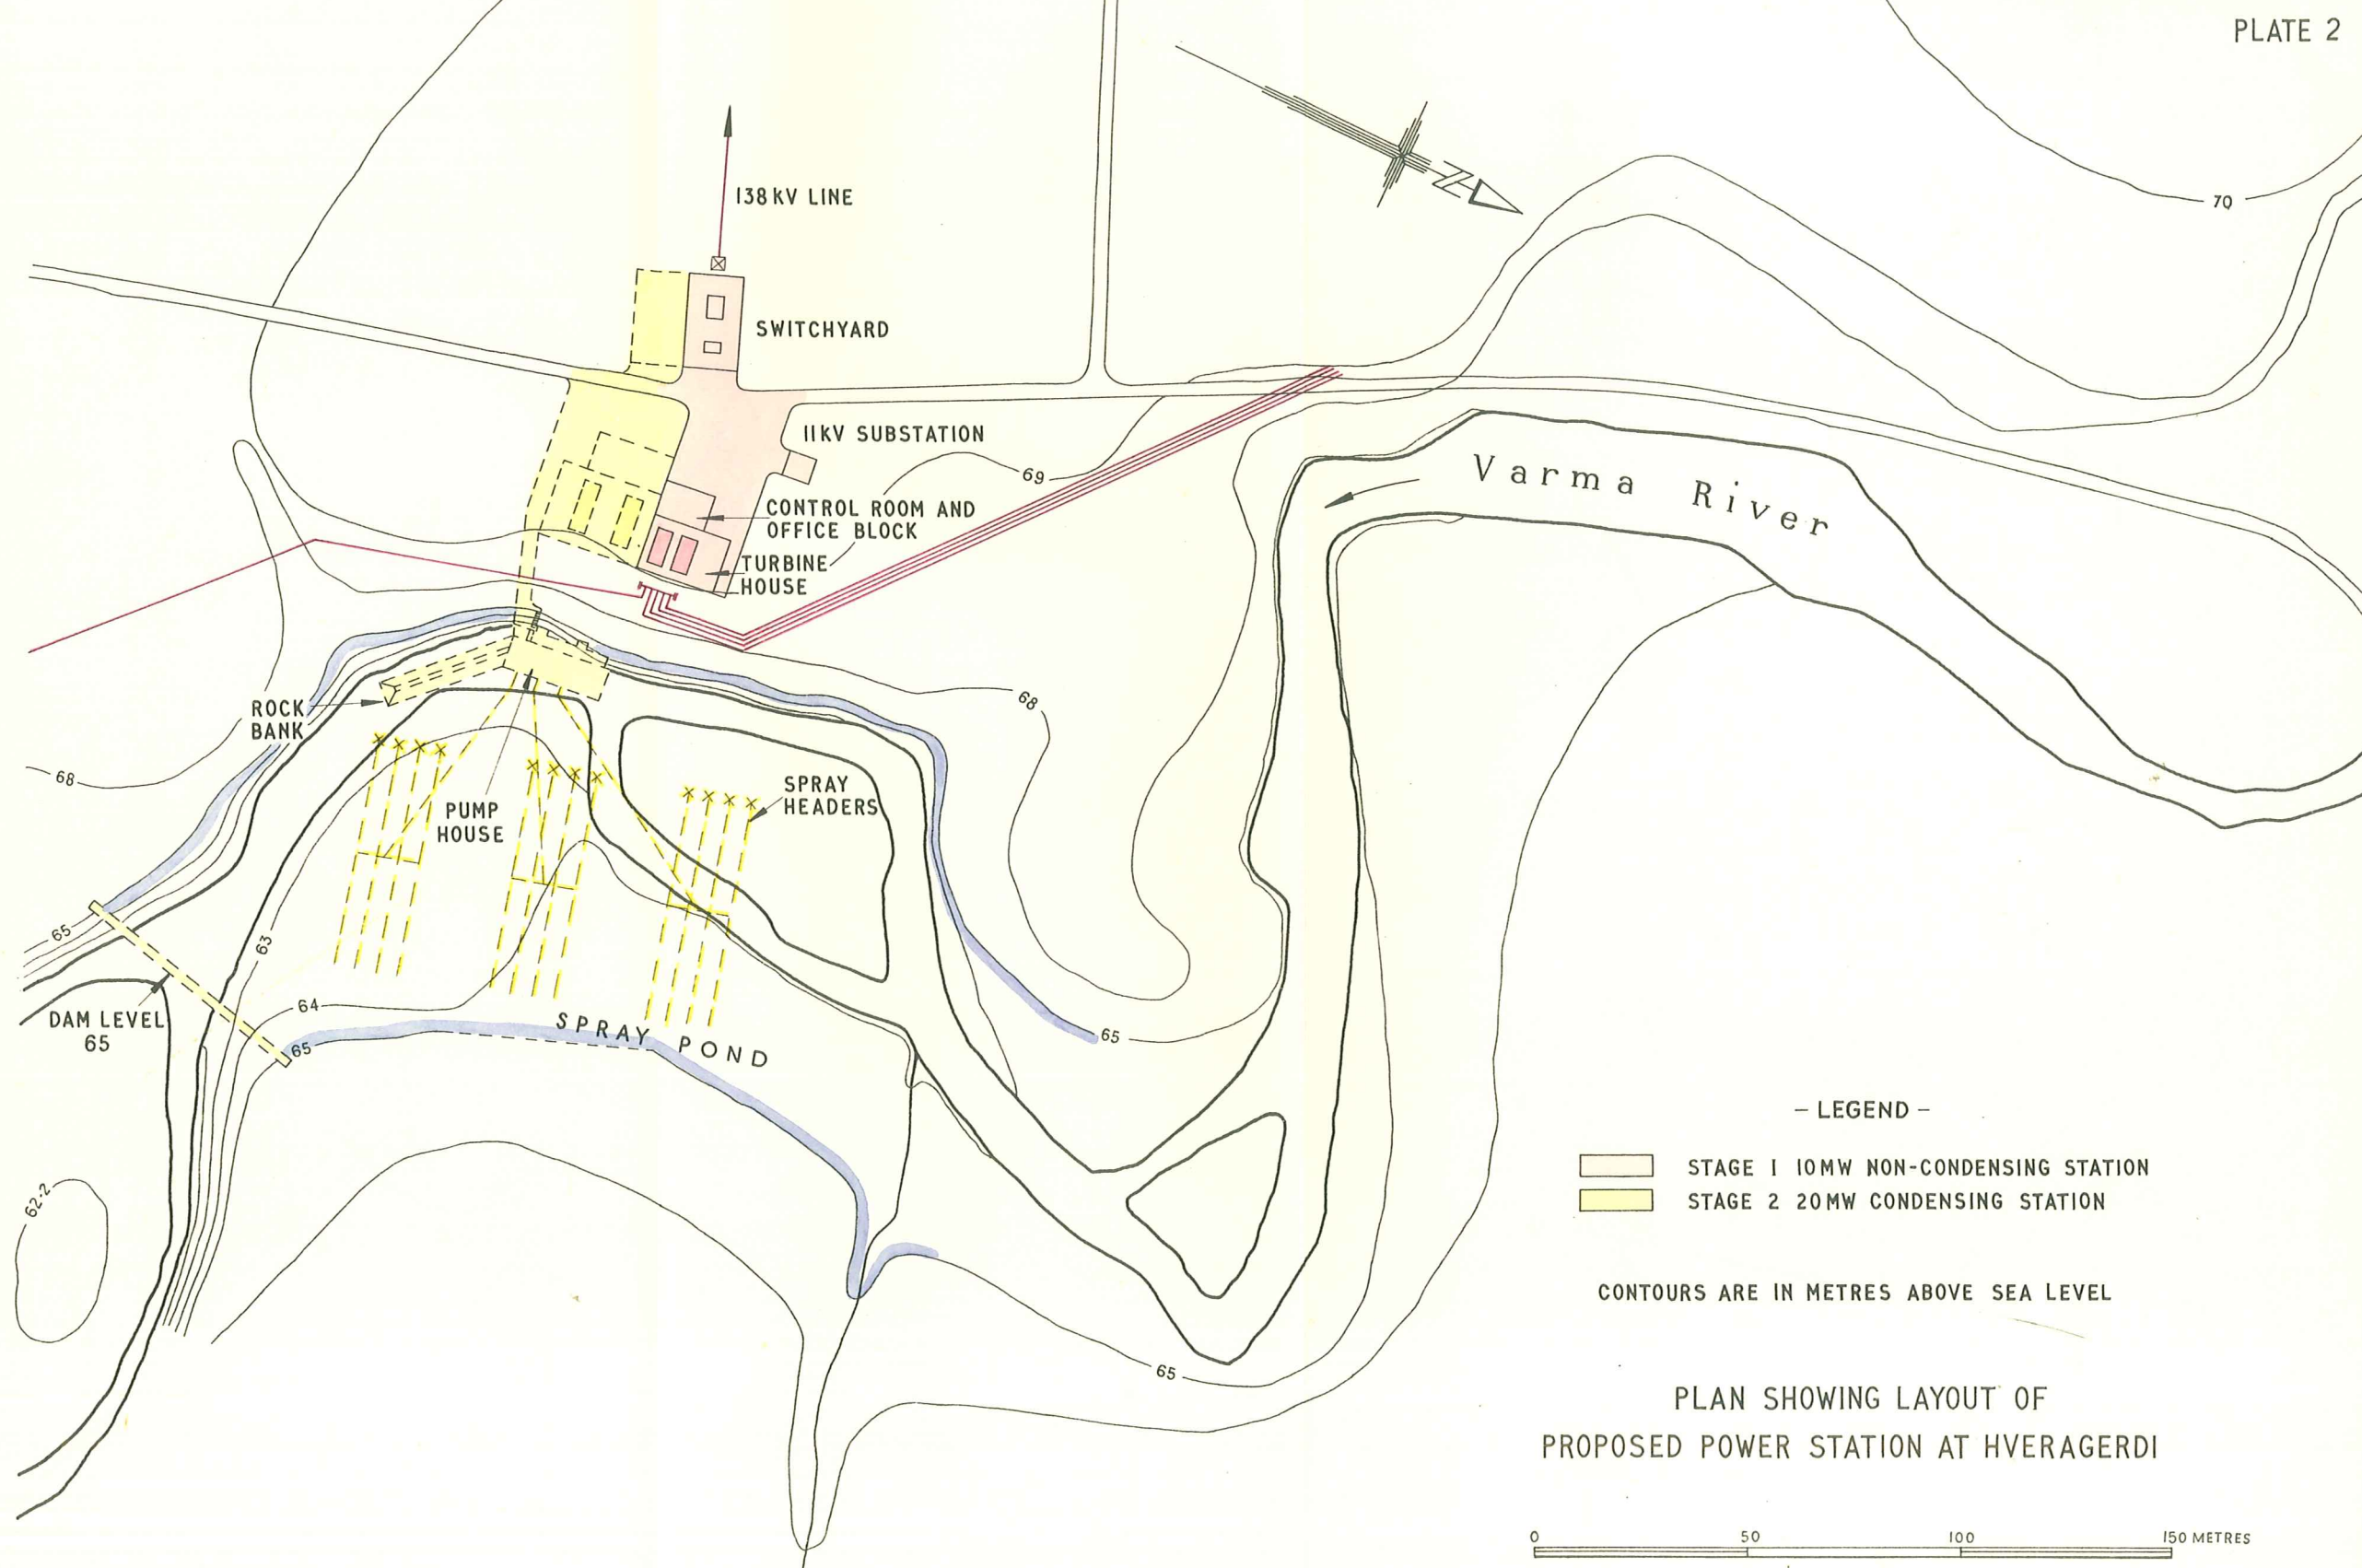 PLATE 2
N
138 KV LINE
70
SWITCHYARD
11KV SUBSTATION
69
Varma River
CONTROL ROOM AND
OFFICE BLOCK
TURBINE
HOUSE
68
ROCK
BANK
68
SPRAY
HEADERS
PUMP
HOUSE
65
63
64
DAM LEVEL
65
65
SPRAY POND
65
62·2
65
– LEGEND –
STAGE 1 10MW NON-CONDENSING STATION
STAGE 2 20MW CONDENSING STATION
CONTOURS ARE IN METRES ABOVE SEA LEVEL
PLAN SHOWING LAYOUT OF
PROPOSED POWER STATION AT HVERAGERDI
0 50 100 150 METRES